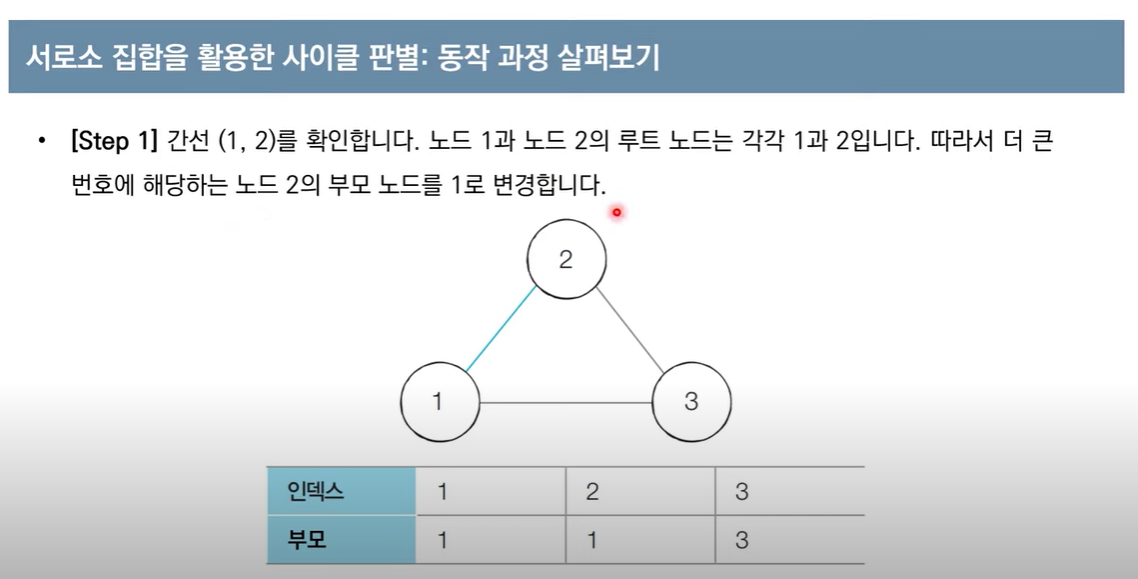 서로소 집합을 활용한 사이클 판별: 동작 과정 살펴보기
• [Step 1] 간선 (1, 2)를 확인합니다. 노드 1과 노드 2의 루트 노드는 각각 1과 2입니다. 따라서 더 큰
번호에 해당하는 노드 2의 부모 노드를 1로 변경합니다.
2
1 3
인덱스 1 2 3
부모 1 1 3